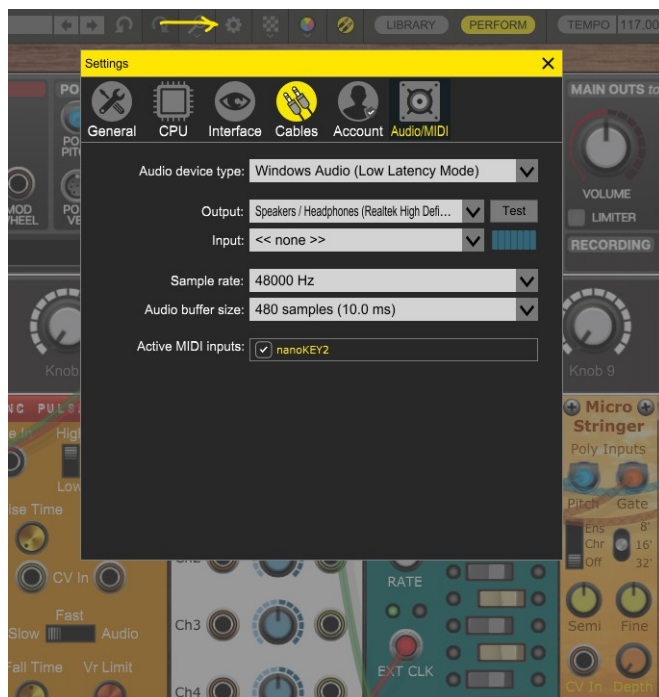 LIBRARY PERFORM TEMPO 117.00
Settings
General CPU Interface Cables Account Audio/MIDI
Audio device type: Windows Audio (Low Latency Mode)
Output: Speakers / Headphones (Realtek High Defi... Test
Input: << none >>
Sample rate: 48000 Hz
Audio buffer size: 480 samples (10.0 ms)
Active MIDI inputs: nanoKEY2
MAIN OUTS to
VOLUME
LIMITER
RECORDING
MOD
WHEEL
Knob
Knob 9
Micro
Stringer
Poly Inputs
Pitch Gate
Ens 8'
Chr 16'
Off 32'
Semi Fine
CV In Depth
Low
CV In
Fast
Slow Audio
Fall Time Vr Limit
Ch3
Ch4
RATE
EXT CLK